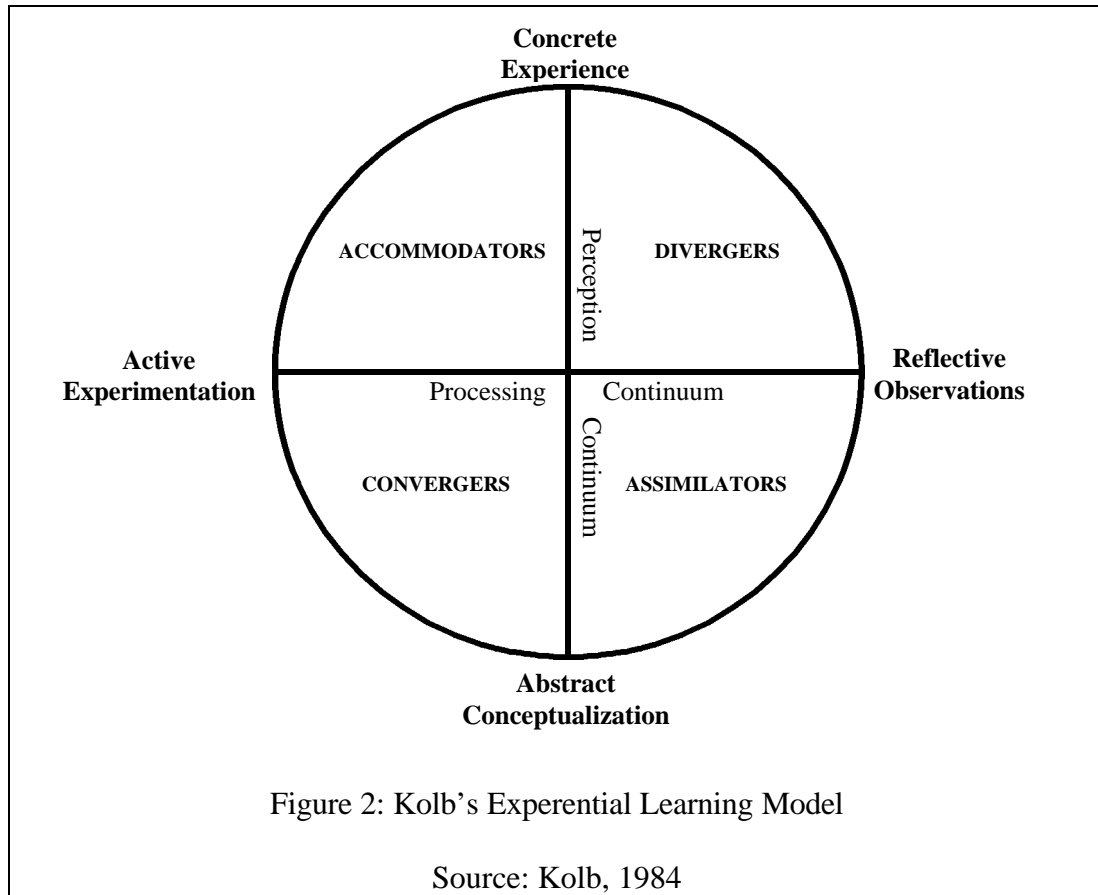 Concrete
Experience
ACCOMMODATORS
Perception
DIVERGERS
Active
Experimentation
Reflective
Observations
Processing
Continuum
CONVERGERS
Continuum
ASSIMILATORS
Abstract
Conceptualization
Figure 2: Kolb’s Experential Learning Model
Source: Kolb, 1984